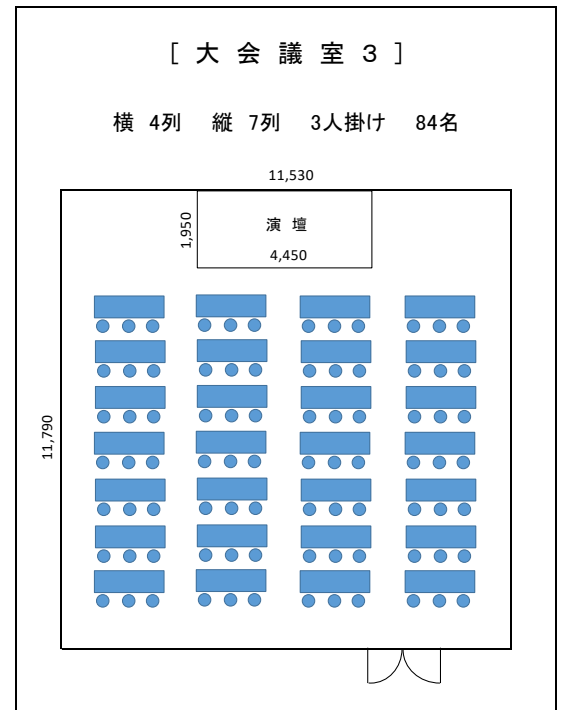 [ 大 会 議 室 3 ]
横 4列 縦 7列 3人掛け 84名
11,530
演 壇
1,950
4,450
11,790